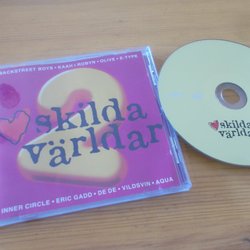 BACKSTREET BOYS • KAAH • ROBYN • OLIVE • E-TYPE
2
skilda
världar
INNER CIRCLE • ERIC GADD • DE DE • VILDSVIN • AQUA
skilda
världar